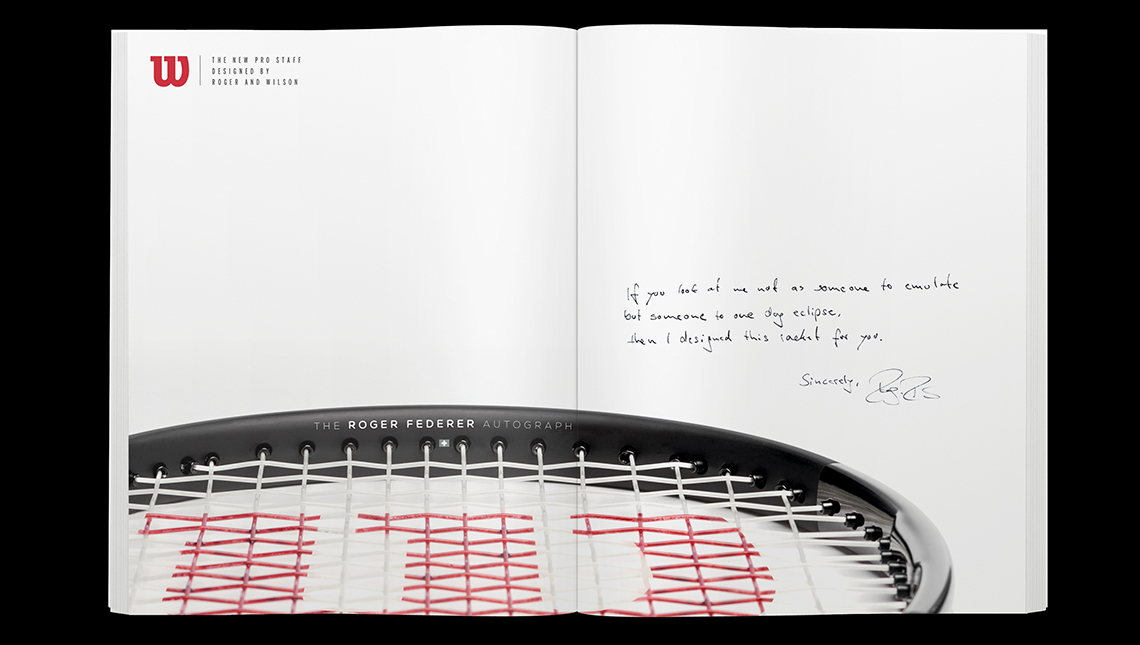 W
THE NEW PRO STAFF
DESIGNED BY
ROGER AND WILSON
If you look at me not as someone to emulate
but someone to one day eclipse,
then I designed this racket for you.
Sincerely,
THE ROGER FEDERER AUTOGRAPH